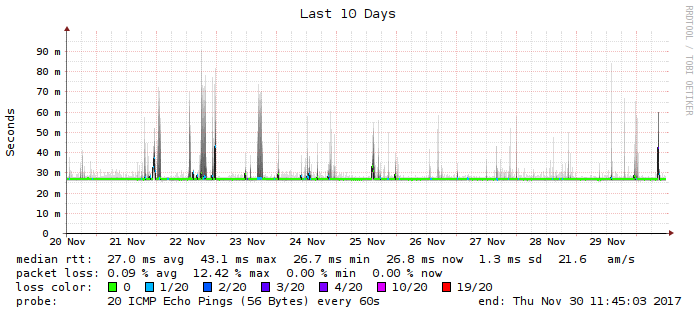 Last 10 Days
RRDTOOL / TOBI OETIKER
Seconds
90 m
80 m
70 m
60 m
50 m
40 m
30 m
20 m
10 m
0
20 Nov 21 Nov 22 Nov 23 Nov 24 Nov 25 Nov 26 Nov 27 Nov 28 Nov 29 Nov
median rtt: 27.0 ms avg 43.1 ms max 26.7 ms min 26.8 ms now 1.3 ms sd 21.6 am/s
packet loss: 0.09 % avg 12.42 % max 0.00 % min 0.00 % now
loss color: 0 1/20 2/20 3/20 4/20 10/20 19/20
probe: 20 ICMP Echo Pings (56 Bytes) every 60s end: Thu Nov 30 11:45:03 2017